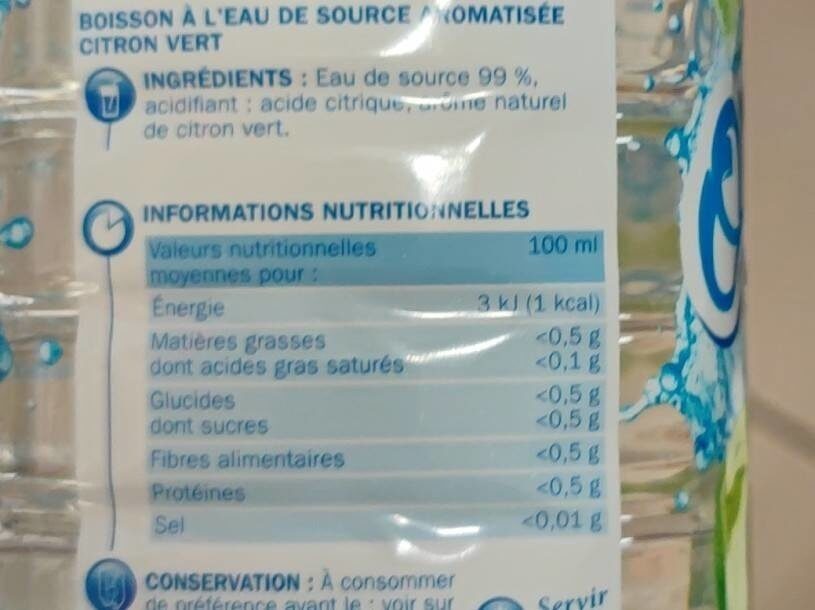 BOISSON À L'EAU DE SOURCE AROMATISÉE
CITRON VERT
INGRÉDIENTS : Eau de source 99 %,
acidifiant : acide citrique, arôme naturel
de citron vert.
INFORMATIONS NUTRITIONNELLES
Valeurs nutritionnelles 100 ml
moyennes pour :
Énergie 3 kJ (1 kcal)
Matières grasses <0,5 g
dont acides gras saturés <0,1 g
Glucides <0,5 g
dont sucres <0,5 g
Fibres alimentaires <0,5 g
Protéines <0,5 g
Sel <0,01 g
CONSERVATION : À consommer
de préférence avant le : voir sur
Servir